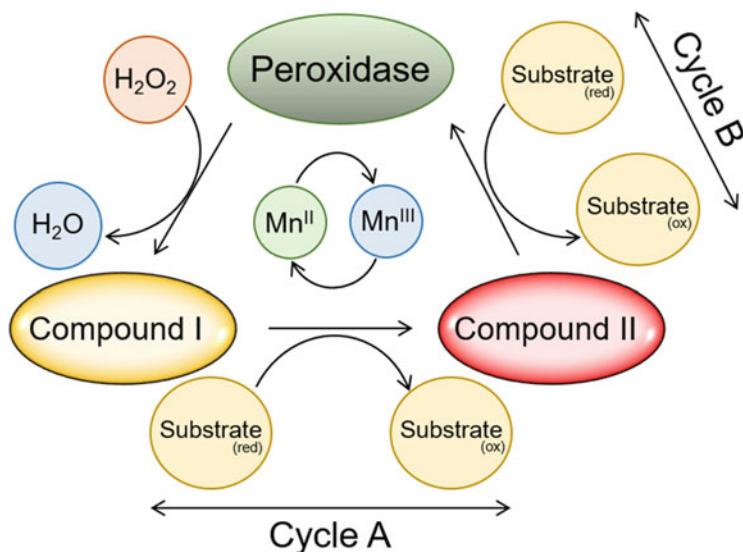 H₂O₂
Peroxidase
Substrate
(red)
Cycle B
H₂O
Mnᴵᴵ
Mnᴵᴵᴵ
Substrate
(ox)
Compound I
Compound II
Substrate
(red)
Substrate
(ox)
Cycle A